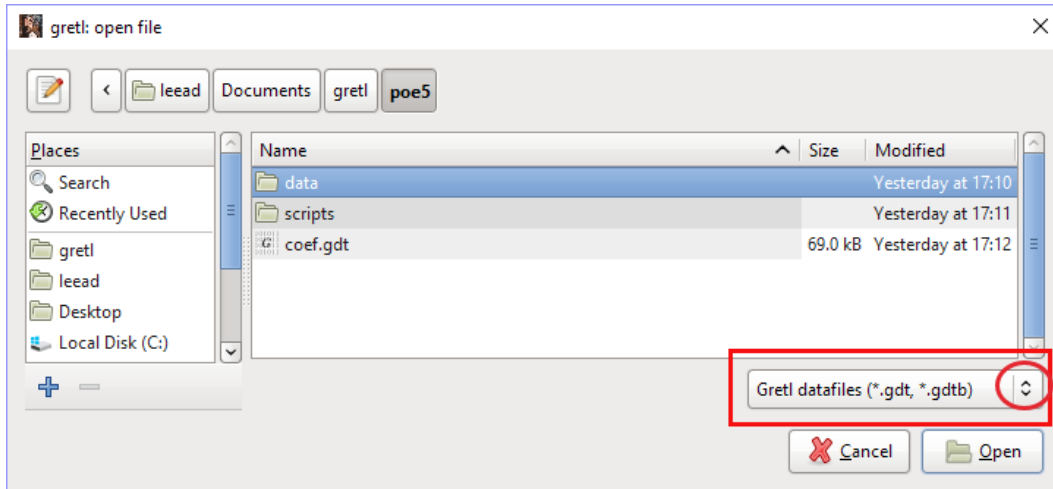 gretl: open file
leead Documents gretl poe5
Places Name Size Modified
Search data Yesterday at 17:10
Recently Used scripts Yesterday at 17:11
gretl coef.gdt 69.0 kB Yesterday at 17:12
leead
Desktop
Local Disk (C:)
Gretl datafiles (*.gdt, *.gdtb)
Cancel Open